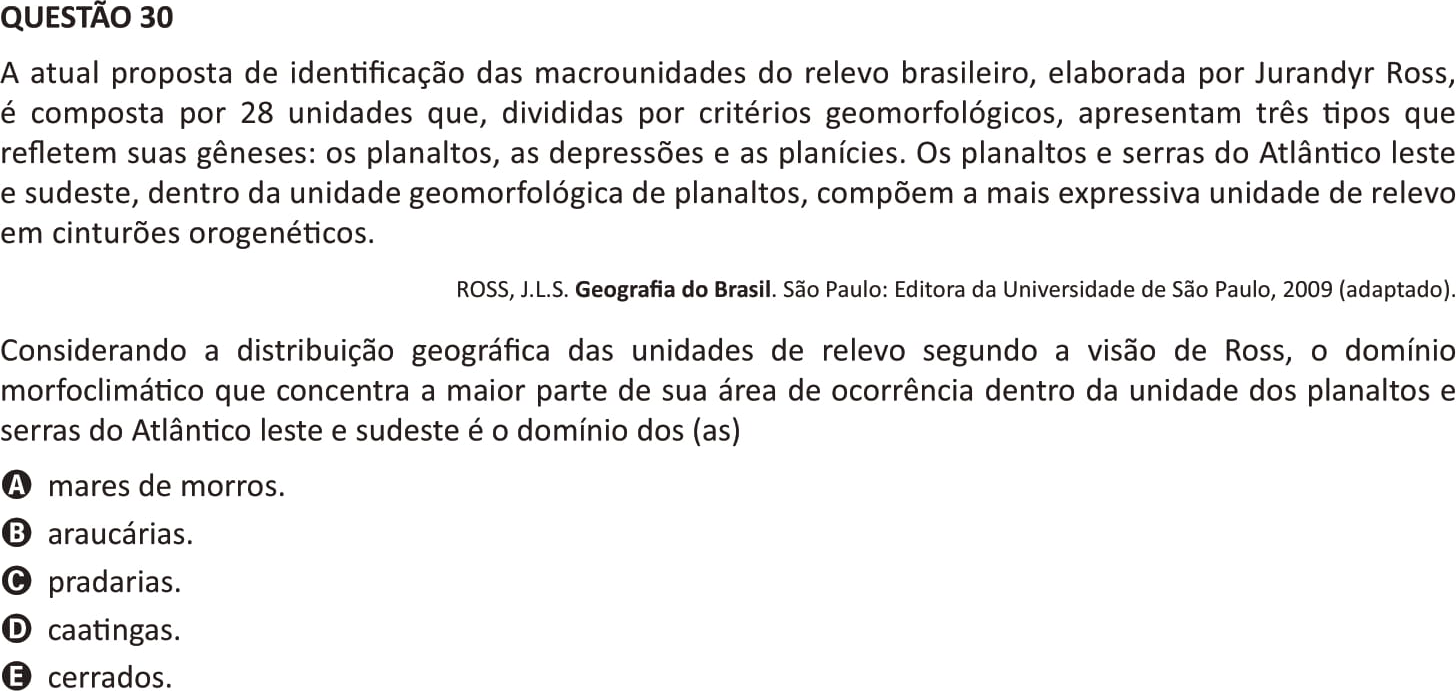 QUESTÃO 30
A atual proposta de identificação das macrounidades do relevo brasileiro, elaborada por Jurandyr Ross,
é composta por 28 unidades que, divididas por critérios geomorfológicos, apresentam três tipos que
refletem suas gêneses: os planaltos, as depressões e as planícies. Os planaltos e serras do Atlântico leste
e sudeste, dentro da unidade geomorfológica de planaltos, compõem a mais expressiva unidade de relevo
em cinturões orogenéticos.
ROSS, J.L.S. Geografia do Brasil. São Paulo: Editora da Universidade de São Paulo, 2009 (adaptado).
Considerando a distribuição geográfica das unidades de relevo segundo a visão de Ross, o domínio
morfoclimático que concentra a maior parte de sua área de ocorrência dentro da unidade dos planaltos e
serras do Atlântico leste e sudeste é o domínio dos (as)
A mares de morros.
B araucárias.
C pradarias.
D caatingas.
E cerrados.